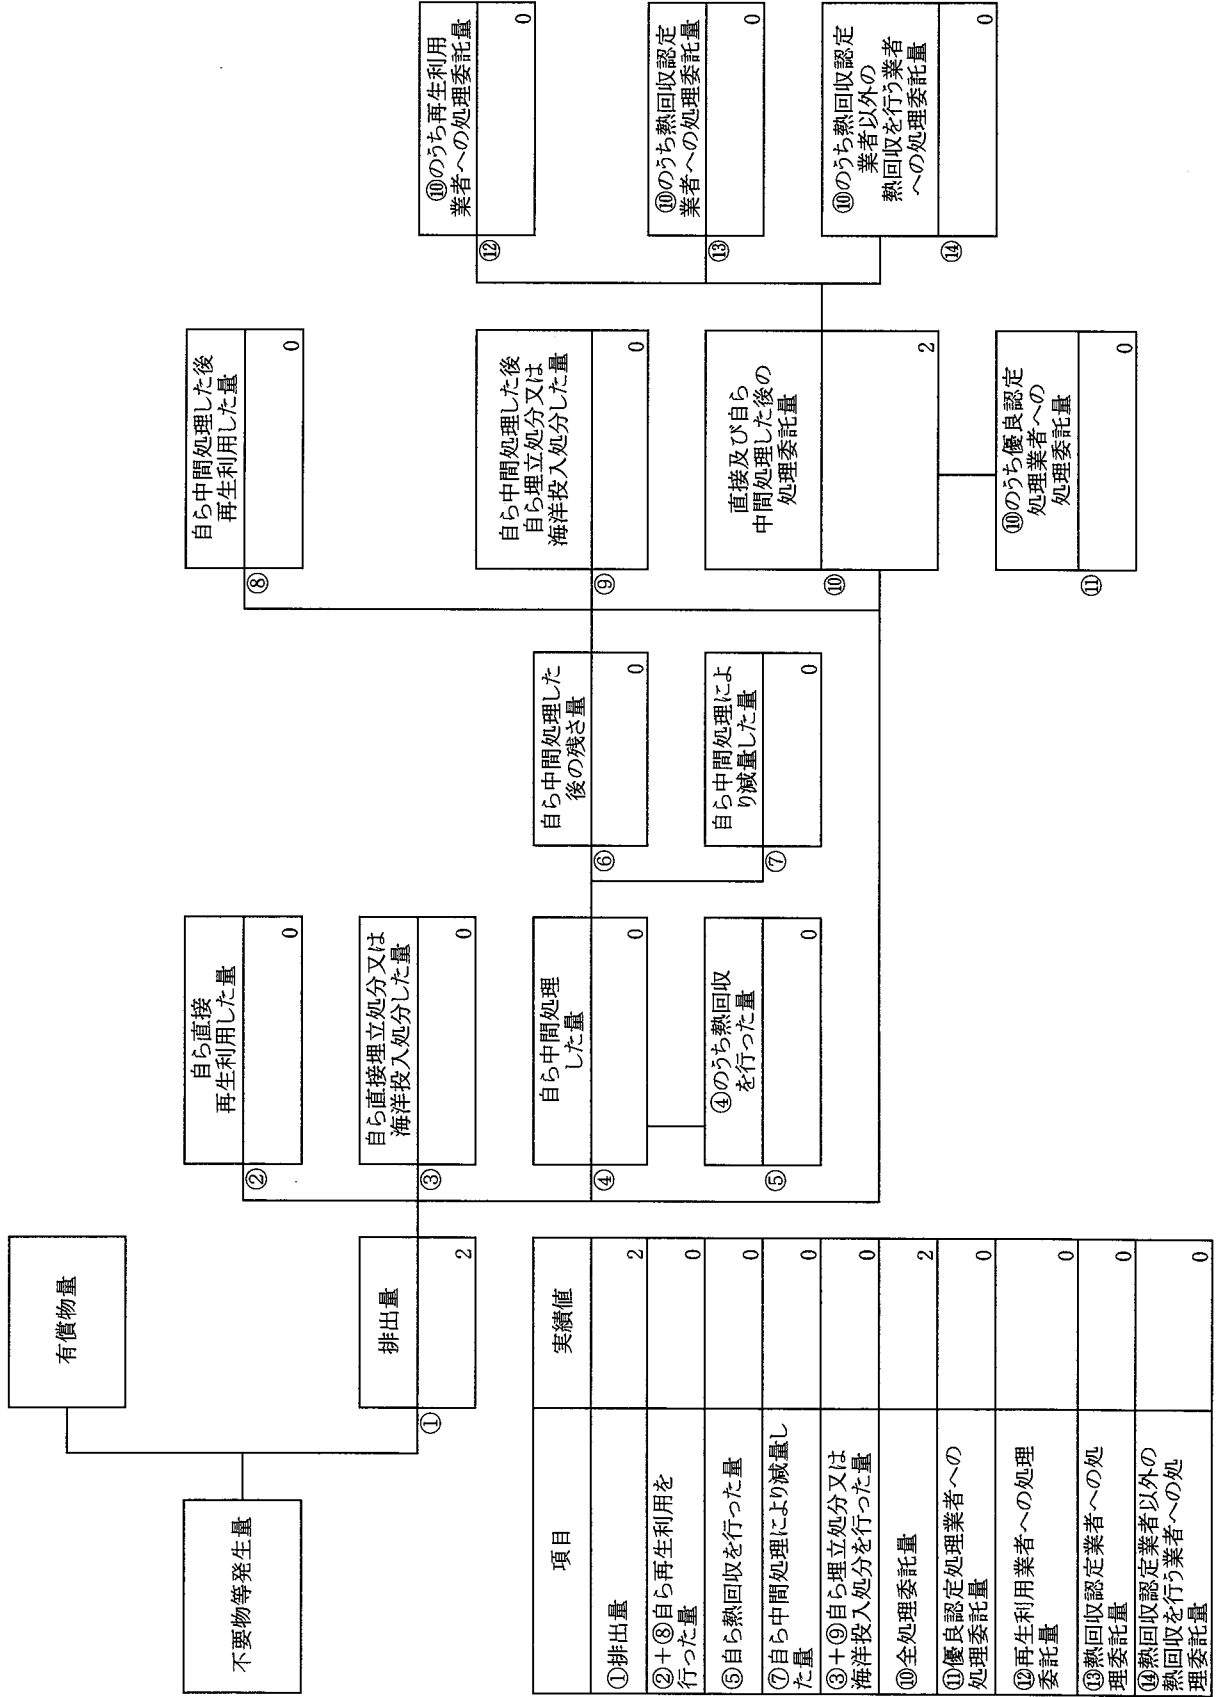 不要物等発生量
有償物量
①
排出量
2
②
自ら直接
再生利用した量
0
③
自ら直接埋立処分又は
海洋投入処分した量
0
④
自ら中間処理
した量
0
⑤
④のうち熱回収
を行った量
0
⑥
自ら中間処理した
後の残さ量
0
⑦
自ら中間処理によ
り減量した量
0
⑧
自ら中間処理した後
再生利用した量
0
⑨
自ら中間処理した後
自ら埋立処分又は
海洋投入処分した量
0
⑩
直接及び自ら
中間処理した後の
処理委託量
2
⑪
⑩のうち優良認定
処理業者への
処理委託量
0
⑫
⑩のうち再生利用
業者への処理委託量
0
⑬
⑩のうち熱回収認定
業者への処理委託量
0
⑭
⑩のうち熱回収認定
業者以外の
熱回収を行う業者
への処理委託量
0
項目 実績値
①排出量 2
②+⑧自ら再生利用を
行った量 0
⑤自ら熱回収を行った量 0
⑦自ら中間処理により減量し
た量 0
③+⑨自ら埋立処分又は
海洋投入処分を行った量 0
⑩全処理委託量 2
⑪優良認定処理業者への
処理委託量 0
⑫再生利用業者への処理
委託量 0
⑬熱回収認定業者への処
理委託量 0
⑭熱回収認定業者以外の
熱回収を行う業者への処
理委託量 0